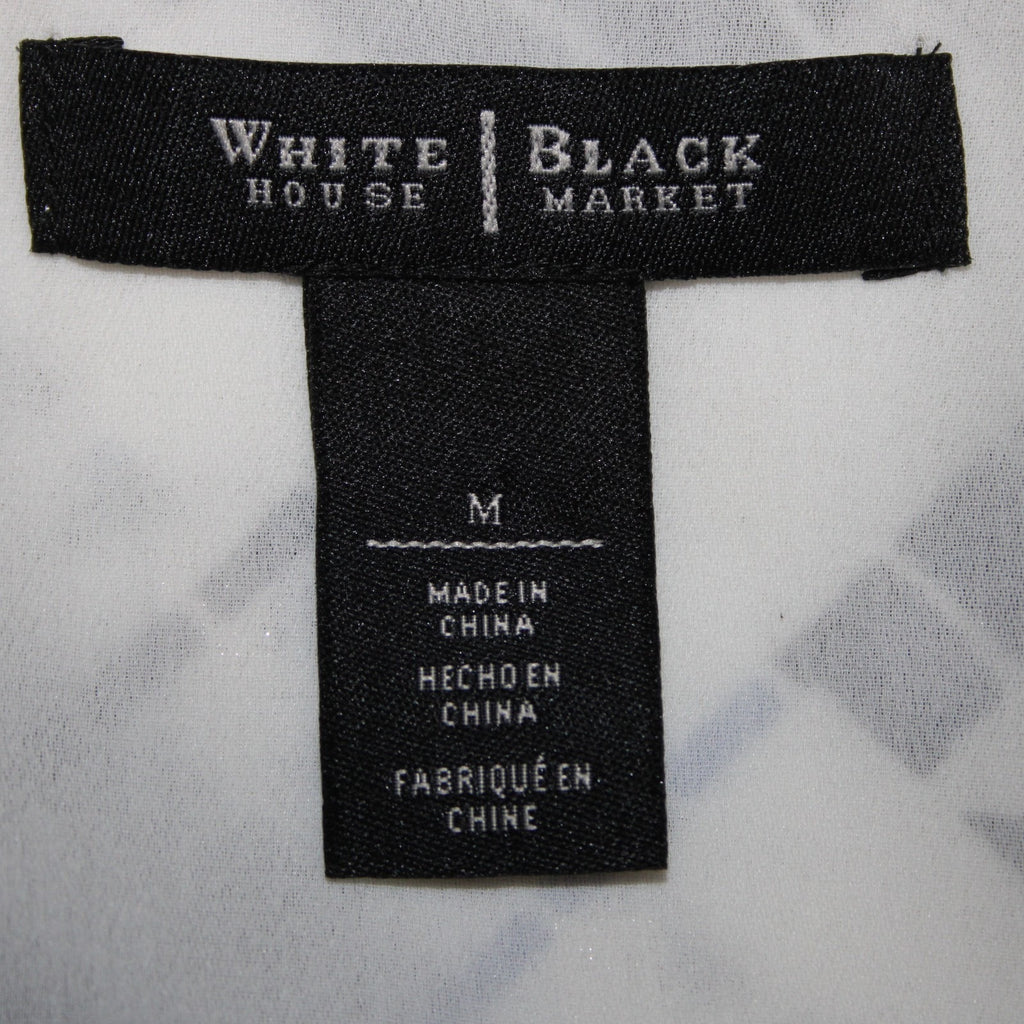 WHITE | BLACK
HOUSE | MARKET
M
MADE IN
CHINA
HECHO EN
CHINA
FABRIQUÉ EN
CHINE